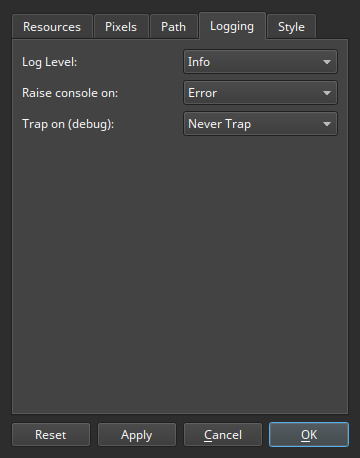 Resources Pixels Path Logging Style
Log Level: Info
Raise console on: Error
Trap on (debug): Never Trap
Reset Apply Cancel OK